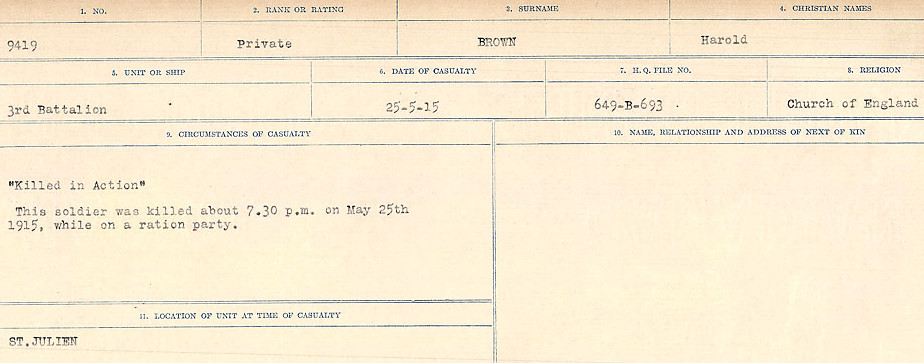 1. NO. 2. RANK OR RATING 3. SURNAME 4. CHRISTIAN NAMES
9419 Private BROWN Harold
5. UNIT OR SHIP 6. DATE OF CASUALTY 7. H. Q. FILE NO. 8. RELIGION
3rd Battalion 25-5-15 649-B-693 Church of England
9. CIRCUMSTANCES OF CASUALTY 10. NAME, RELATIONSHIP AND ADDRESS OF NEXT OF KIN
"Killed in Action"
This soldier was killed about 7.30 p.m. on May 25th
1915, while on a ration party.
11. LOCATION OF UNIT AT TIME OF CASUALTY
ST.JULIEN